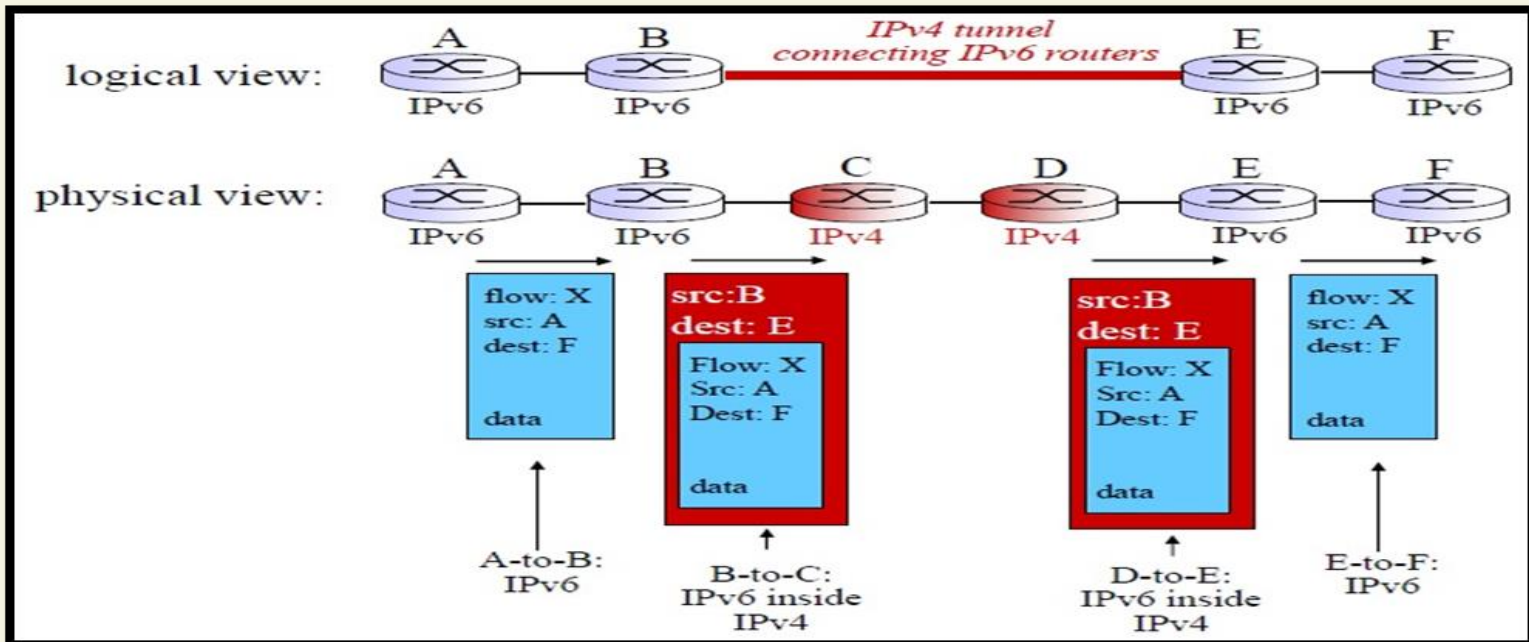 IPv4 tunnel
connecting IPv6 routers
logical view:
A
B
E
F
IPv6
IPv6
IPv6
IPv6
physical view:
A
B
C
D
E
F
IPv6
IPv6
IPv4
IPv4
IPv6
IPv6
flow: X
src: A
dest: F
data
src:B
dest: E
Flow: X
Src: A
Dest: F
data
src:B
dest: E
Flow: X
Src: A
Dest: F
data
flow: X
src: A
dest: F
data
A-to-B:
IPv6
B-to-C:
IPv6 inside
IPv4
D-to-E:
IPv6 inside
IPv4
E-to-F:
IPv6